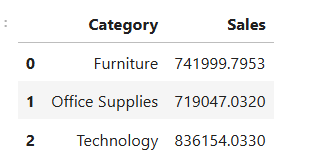 :
Category Sales
0 Furniture 741999.7953
1 Office Supplies 719047.0320
2 Technology 836154.0330